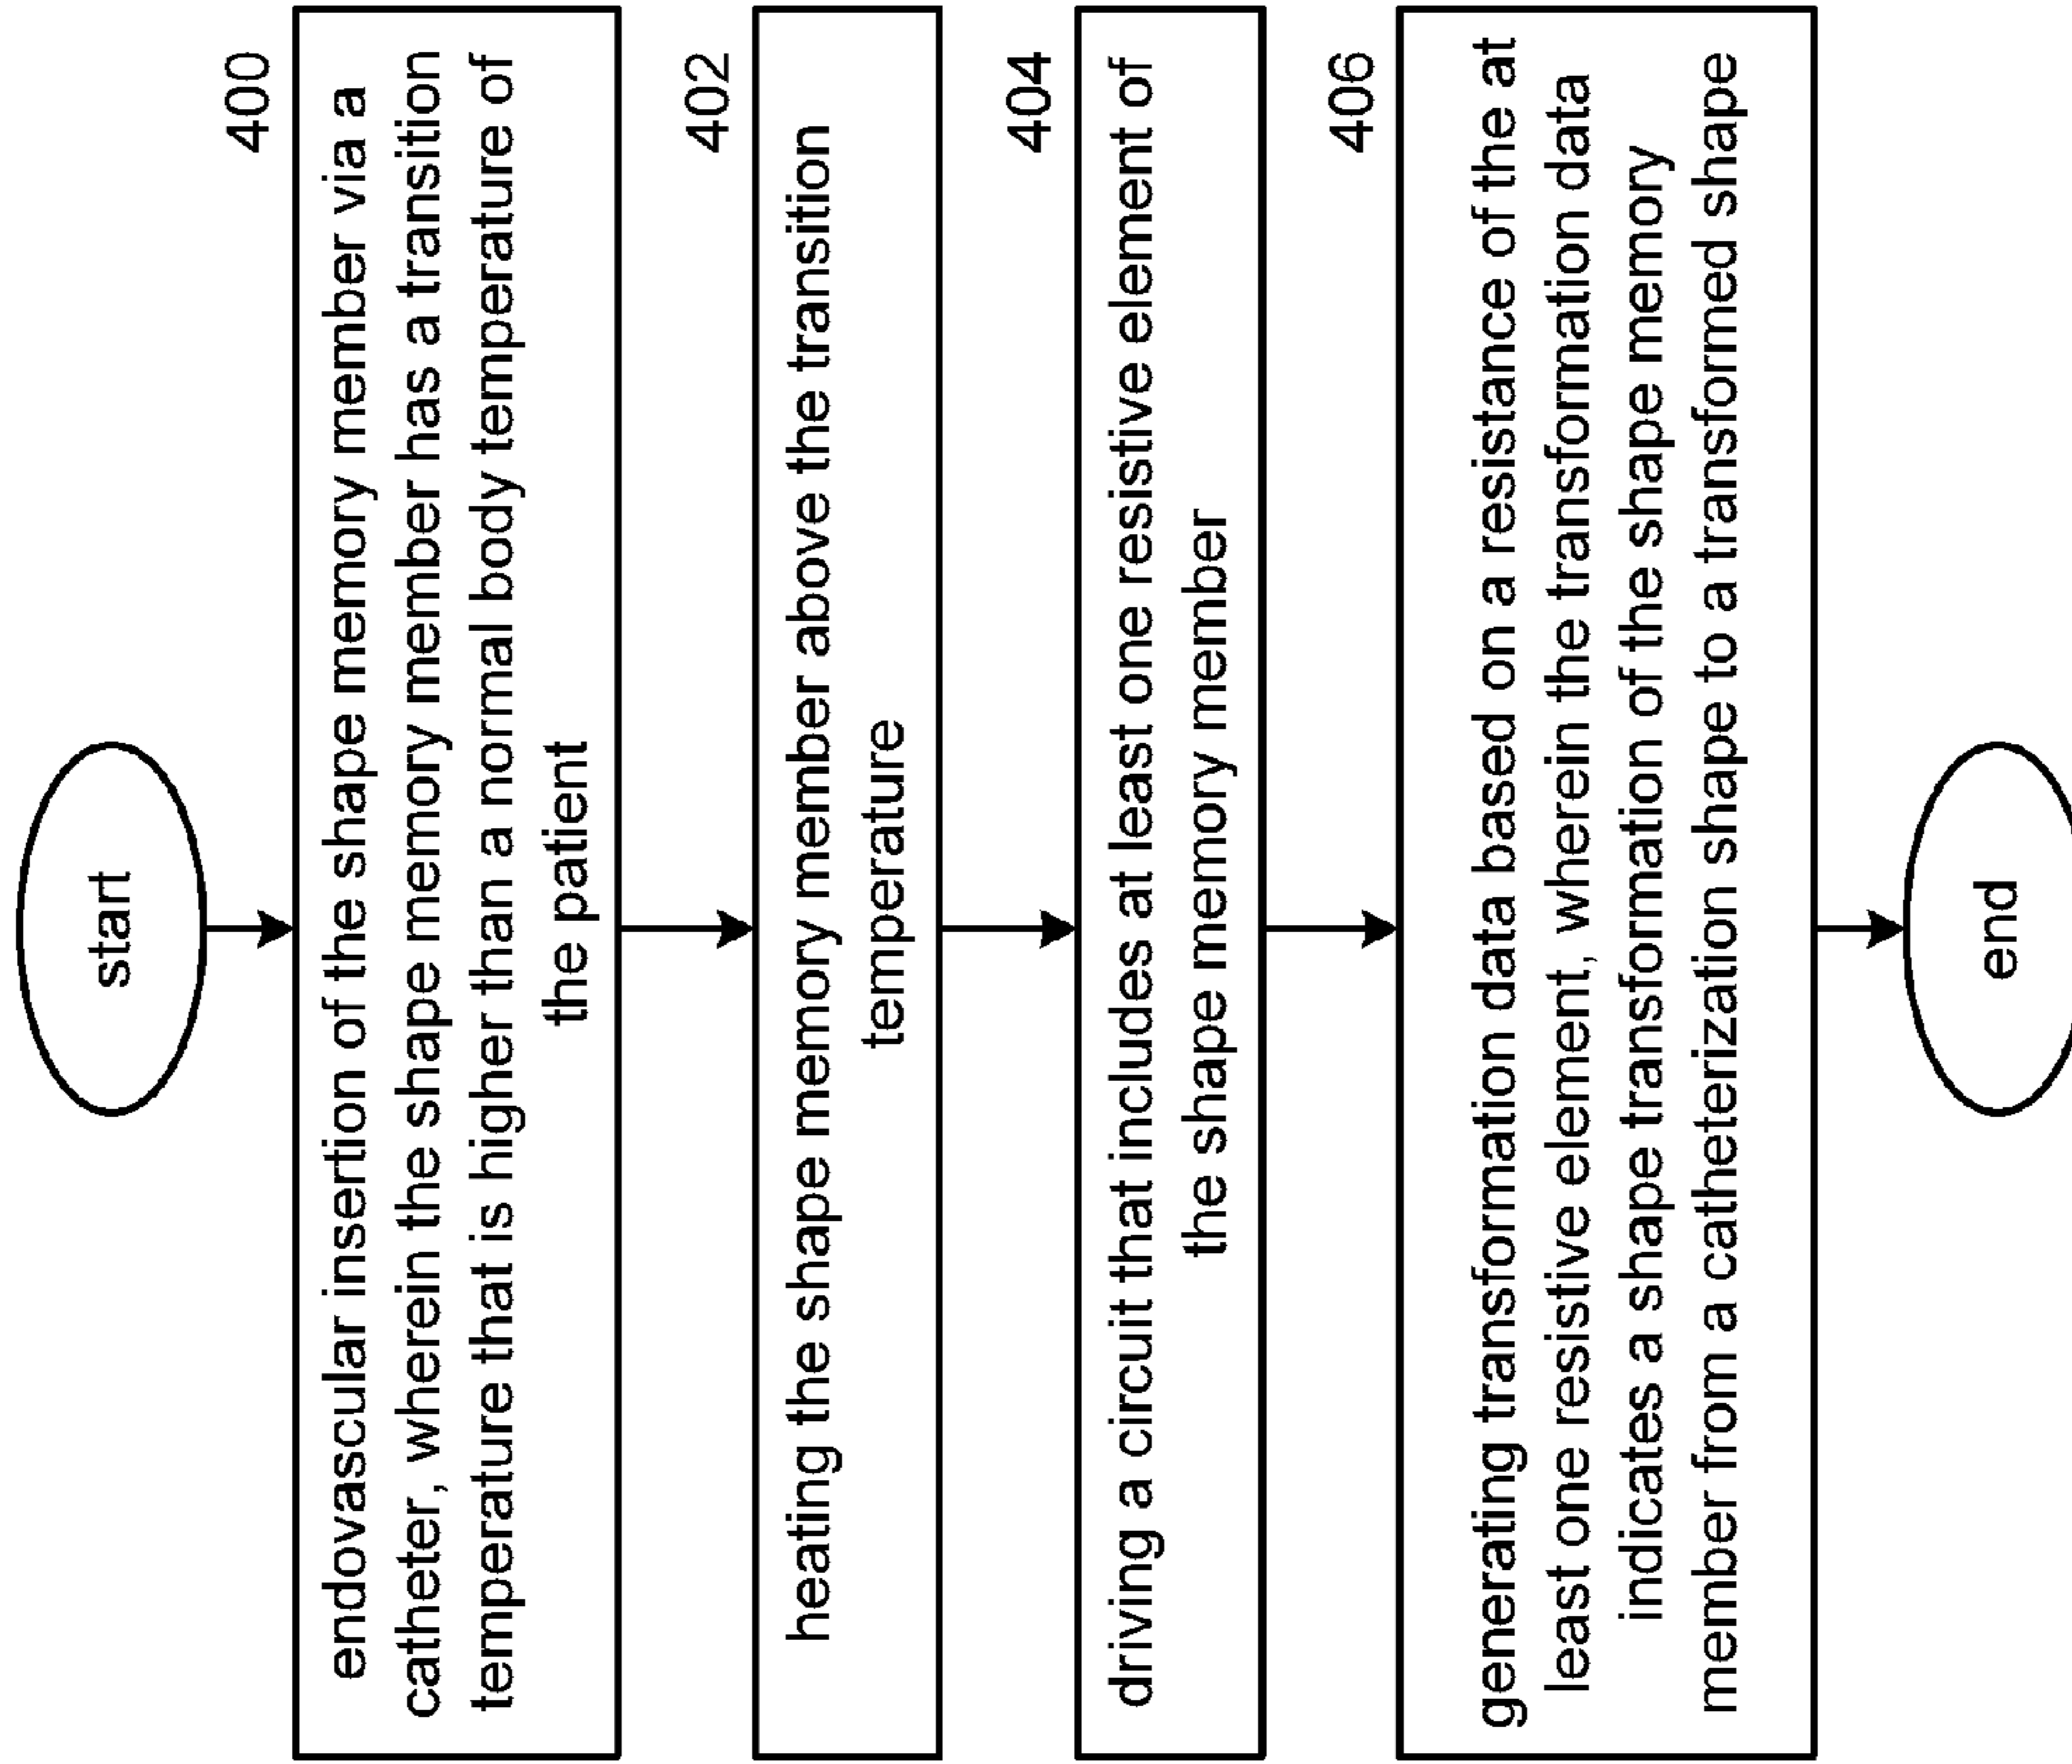 start
400
endovascular insertion of the shape memory member via a
catheter, wherein the shape memory member has a transition
temperature that is higher than a normal body temperature of
the patient
402
heating the shape memory member above the transition
temperature
404
driving a circuit that includes at least one resistive element of
the shape memory member
406
generating transformation data based on a resistance of the at
least one resistive element, wherein the transformation data
indicates a shape transformation of the shape memory
member from a catheterization shape to a transformed shape
end